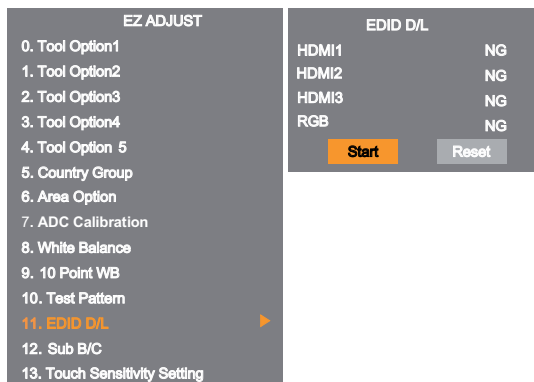 EZ ADJUST
0. Tool Option1
1. Tool Option2
2. Tool Option3
3. Tool Option4
4. Tool Option 5
5. Country Group
6. Area Option
7. ADC Calibration
8. White Balance
9. 10 Point WB
10. Test Pattern
11. EDID D/L
12. Sub B/C
13. Touch Sensitivity Setting
EDID D/L
HDMI1 NG
HDMI2 NG
HDMI3 NG
RGB NG
Start Reset